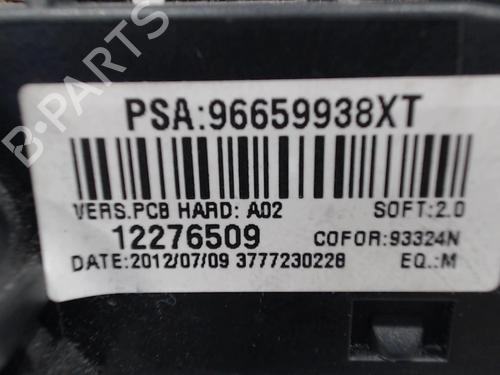 PSA:96659938XT
VERS.PCB HARD: A02 SOFT:2.0
12276509 COFOR:93324N
DATE:2012/07/09 3777230228 EQ.:M
B-PARTS